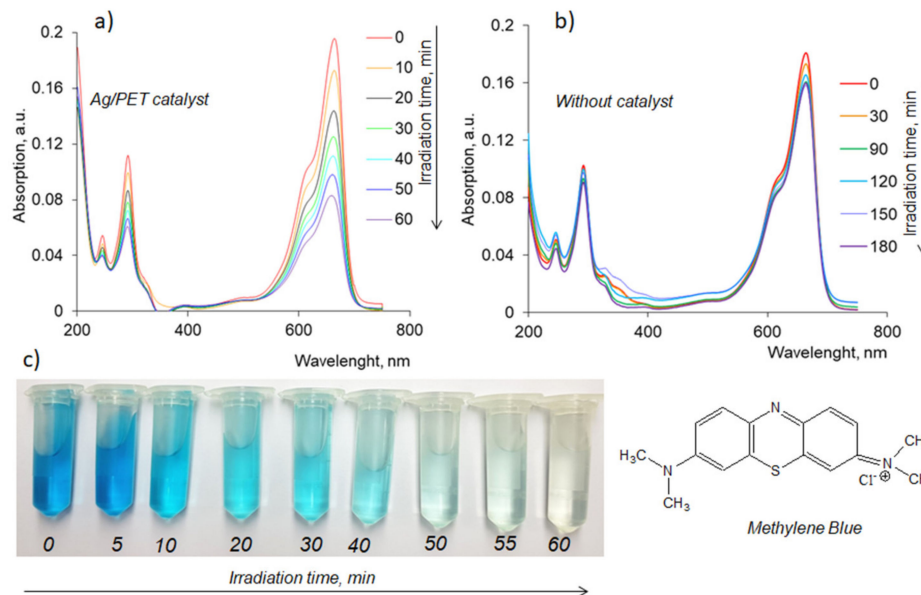 a)
Ag/PET catalyst
Absorption, a.u.
0.2
0.16
0.12
0.08
0.04
0
200
400
600
800
Wavelenght, nm
0
10
20
30
40
50
60
Irradiation time, min
b)
Without catalyst
Absorption, a.u.
0.2
0.16
0.12
0.08
0.04
0
200
400
600
800
Wavelenght, nm
0
30
90
120
150
180
Irradiation time, min
c)
0
5
10
20
30
40
50
55
60
Irradiation time, min
H₃C
N
CH₃
N
S
N
Cl⁻
⊕
Methylene Blue